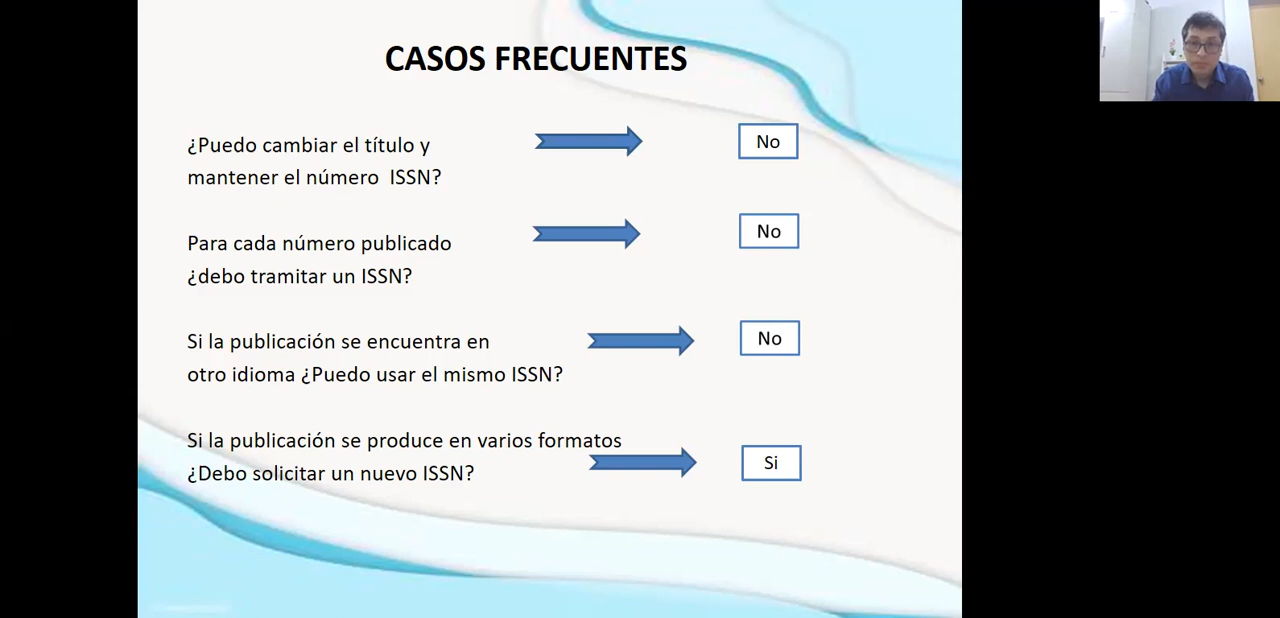 CASOS FRECUENTES
¿Puedo cambiar el título y
mantener el número  ISSN?
No
Para cada número publicado
¿debo tramitar un ISSN?
No
Si la publicación se encuentra en
otro idioma ¿Puedo usar el mismo ISSN?
No
Si la publicación se produce en varios formatos
¿Debo solicitar un nuevo ISSN?
Si